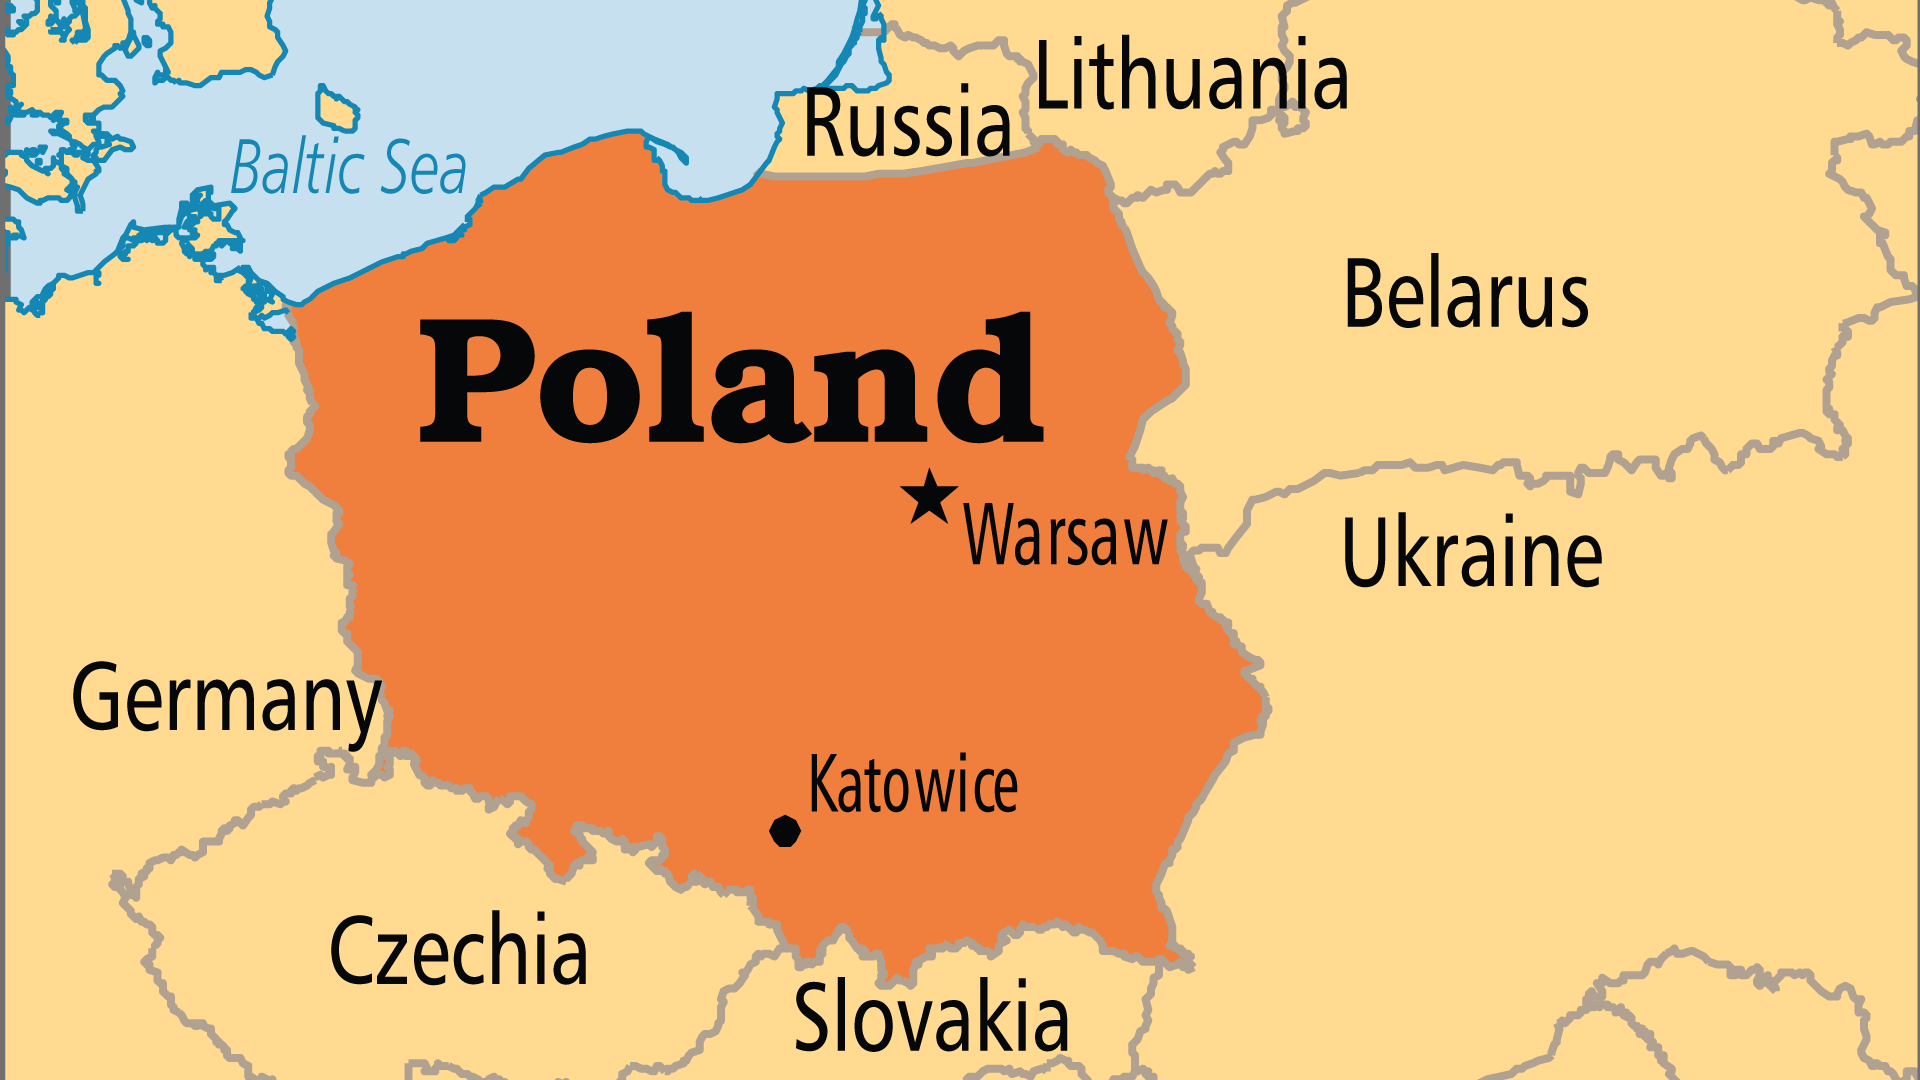 Lithuania
Russia
Baltic Sea
Belarus
Poland
Warsaw
Ukraine
Germany
Katowice
Czechia
Slovakia